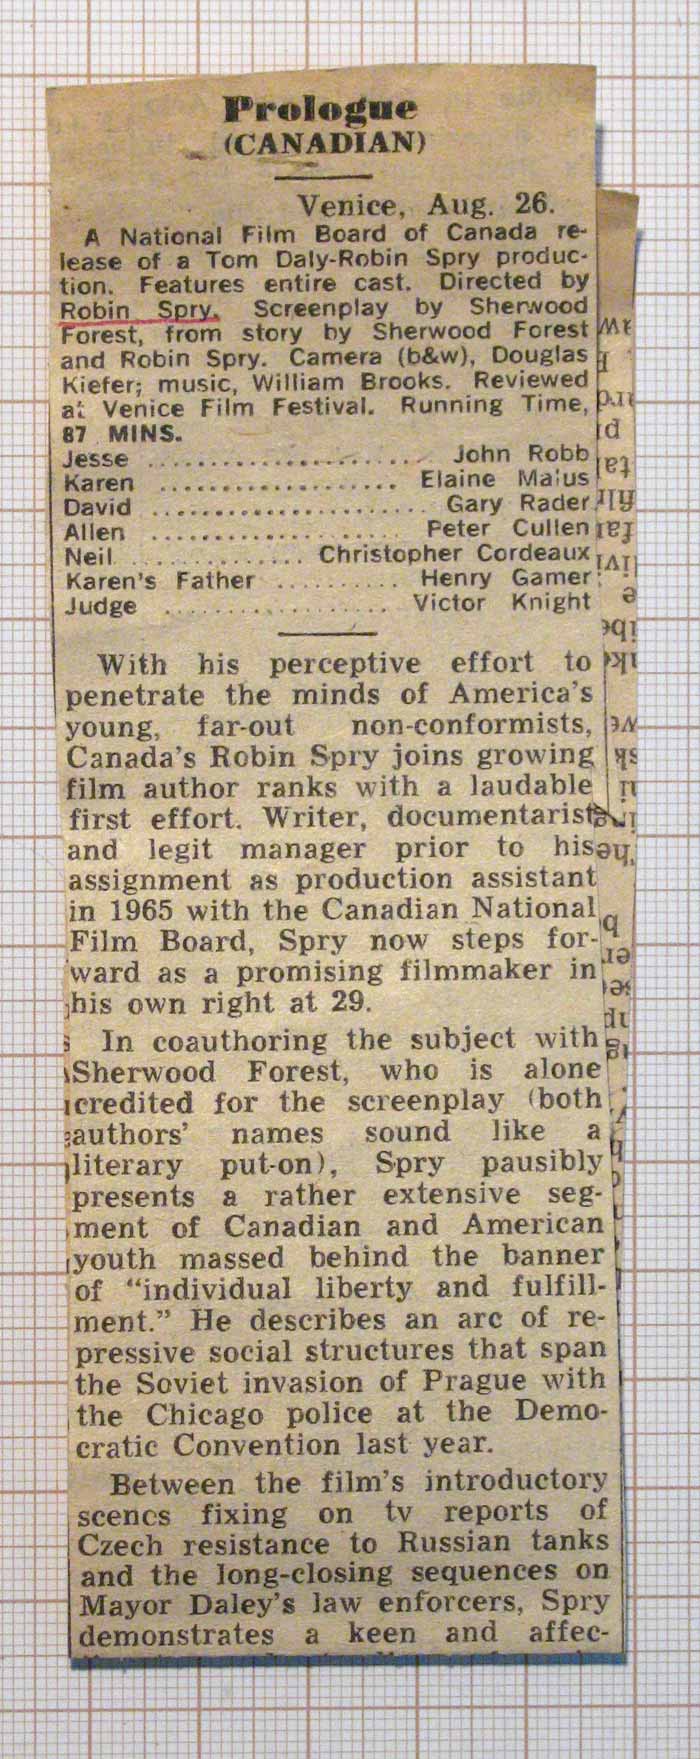 Prologue
(CANADIAN)
Venice, Aug. 26.
A National Film Board of Canada re-
lease of a Tom Daly-Robin Spry produc-
tion. Features entire cast. Directed by
Robin Spry. Screenplay by Sherwood
Forest, from story by Sherwood Forest
and Robin Spry. Camera (b&w), Douglas
Kiefer; music, William Brooks. Reviewed
at Venice Film Festival. Running Time,
87 MINS.
Jesse ........................ John Robb
Karen .................... Elaine Malus
David ....................... Gary Rader
Allen ..................... Peter Cullen
Neil ............. Christopher Cordeaux
Karen's Father .......... Henry Gamer
Judge ................... Victor Knight
With his perceptive effort to
penetrate the minds of America's
young, far-out non-conformists,
Canada's Robin Spry joins growing
film author ranks with a laudable
first effort. Writer, documentarist
and legit manager prior to his
assignment as production assistant
in 1965 with the Canadian National
Film Board, Spry now steps for-
ward as a promising filmmaker in
his own right at 29.
In coauthoring the subject with
Sherwood Forest, who is alone
credited for the screenplay (both
authors' names sound like a
literary put-on), Spry pausibly
presents a rather extensive seg-
ment of Canadian and American
youth massed behind the banner
of "individual liberty and fulfill-
ment." He describes an arc of re-
pressive social structures that span
the Soviet invasion of Prague with
the Chicago police at the Demo-
cratic Convention last year.
Between the film's introductory
scenes fixing on tv reports of
Czech resistance to Russian tanks
and the long-closing sequences on
Mayor Daley's law enforcers, Spry
demonstrates a keen and affec-